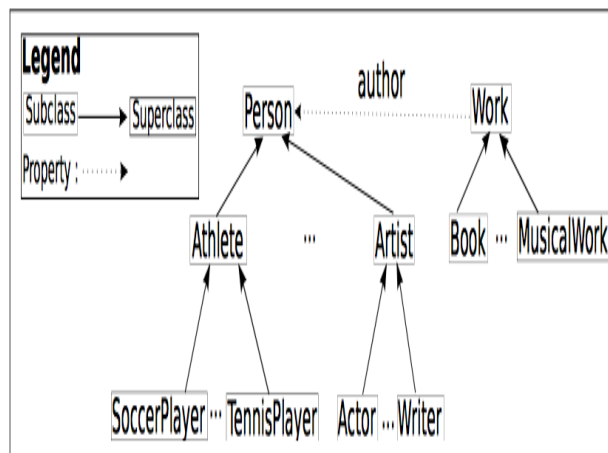 Legend
Subclass Superclass
Property :
author
Person Work
Athlete ... Artist Book ... MusicalWork
SoccerPlayer ... TennisPlayer Actor ... Writer